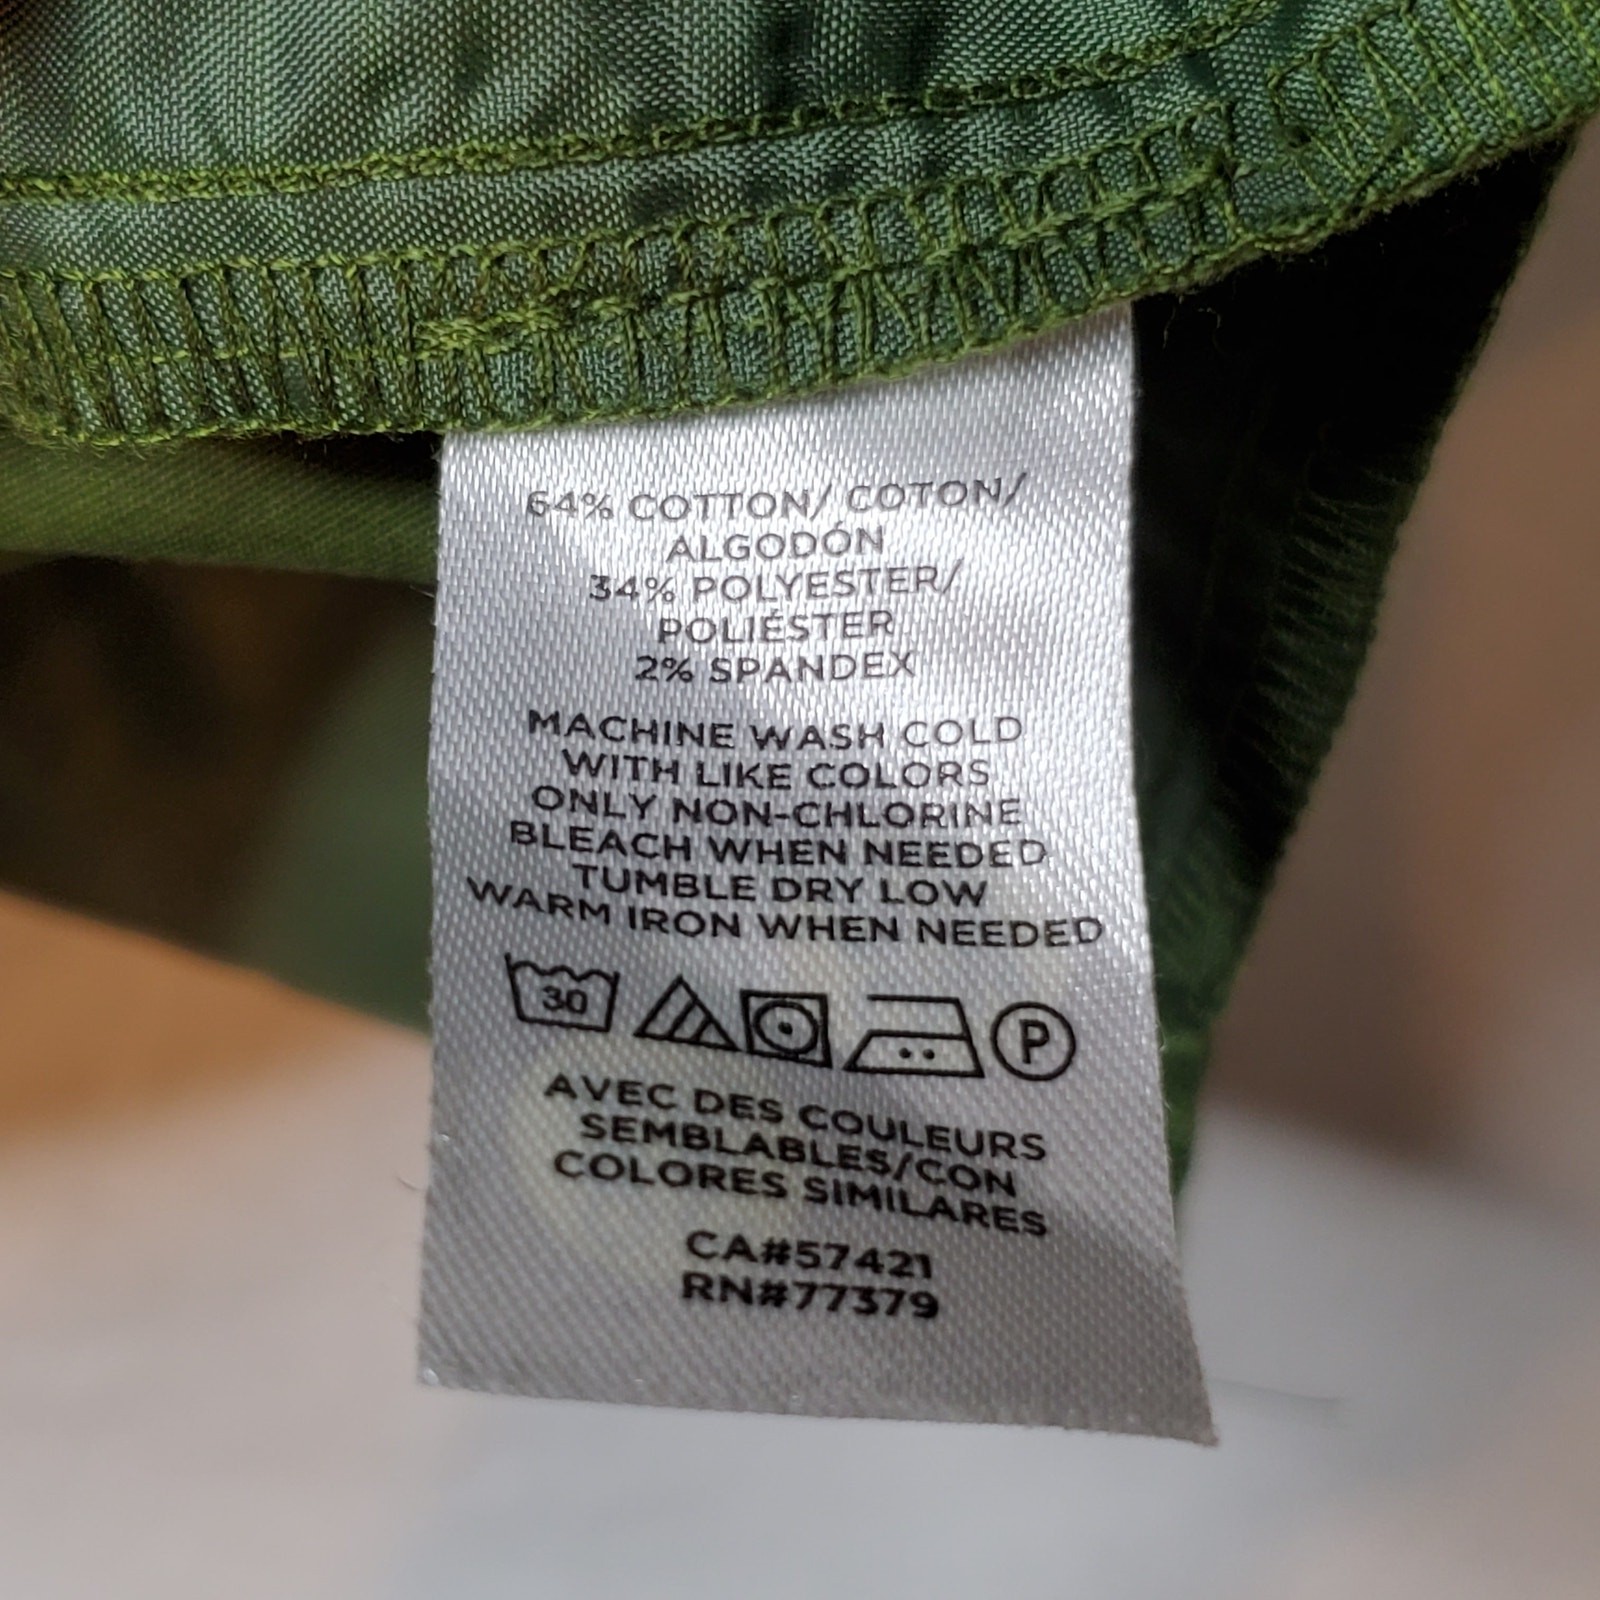 64% COTTON/ COTON/
ALGODÓN
34% POLYESTER/
POLIÉSTER
2% SPANDEX
MACHINE WASH COLD
WITH LIKE COLORS
ONLY NON-CHLORINE
BLEACH WHEN NEEDED
TUMBLE DRY LOW
WARM IRON WHEN NEEDED
30 P
AVEC DES COULEURS
SEMBLABLES/CON
COLORES SIMILARES
CA#57421
RN#77379